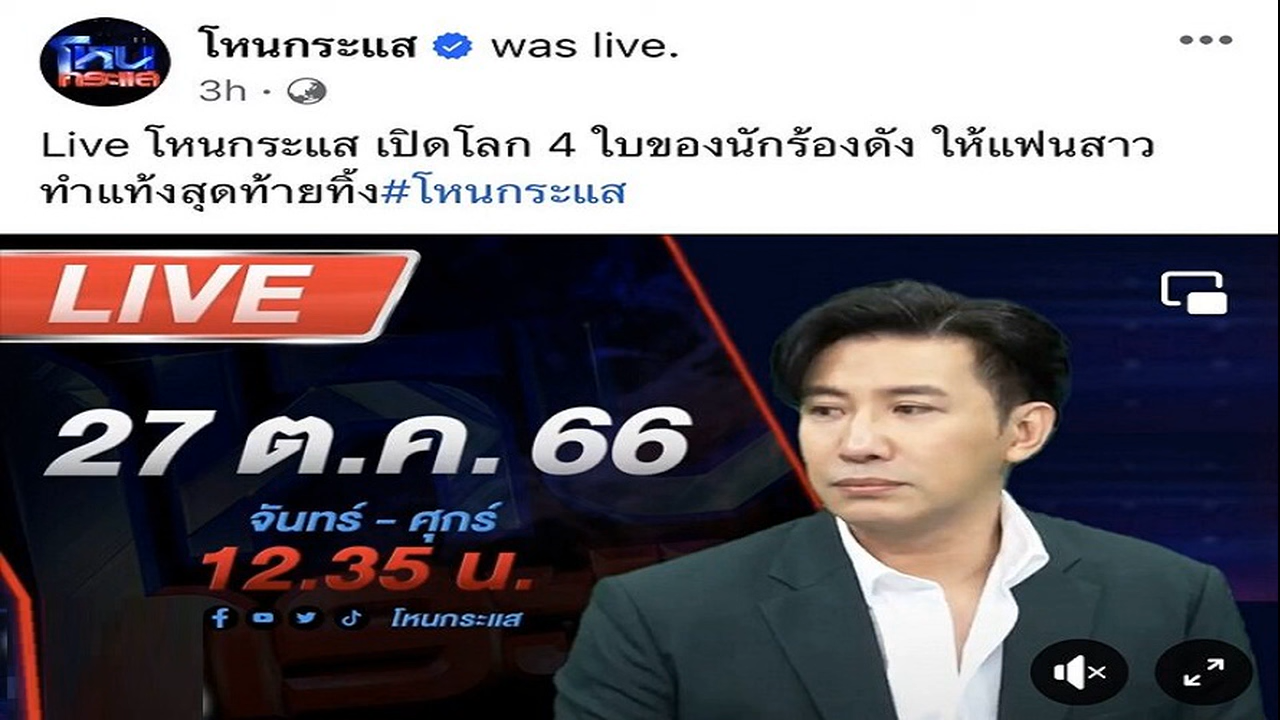 โหนกระแส
โหนกระแส was live.
3h ·
Live โหนกระแส เปิดโลก 4 ใบของนักร้องดัง ให้แฟนสาว
ทำแท้งสุดท้ายทิ้ง#โหนกระแส
LIVE
27 ต.ค. 66
จันทร์ - ศุกร์
12.35 น.
โหนกระแส